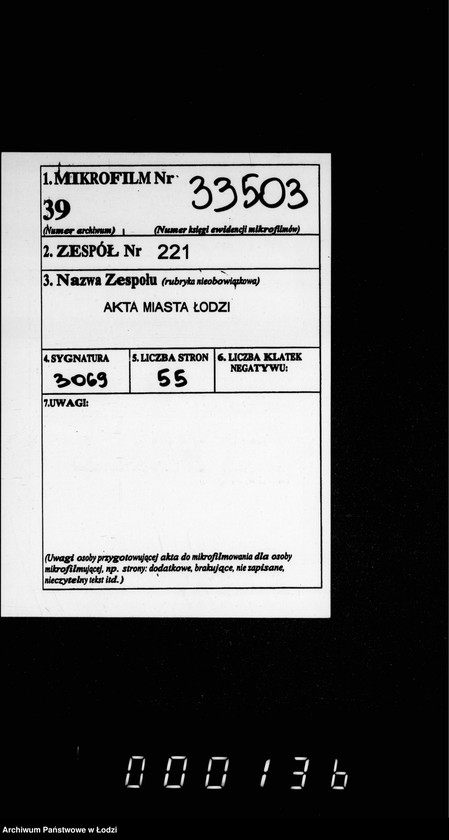 1. MIKROFILM Nr 33503
39
(Numer archiwum) (Numer księgi ewidencji mikrofilmów)
2. ZESPÓŁ Nr 221
3. Nazwa Zespołu (rubryka nieobowiązkowa)
AKTA MIASTA ŁODZI
4. SYGNATURA 5. LICZBA STRON 6. LICZBA KLATEK
NEGATYWU:
3069 55
7. UWAGI:
(Uwagi osoby przygotowującej akta do mikrofilmowania dla osoby
mikrofilmującej, np. strony: dodatkowe, brakujące, nie zapisane,
nieczytelny tekst itd.)
000136
Archiwum Państwowe w Łodzi